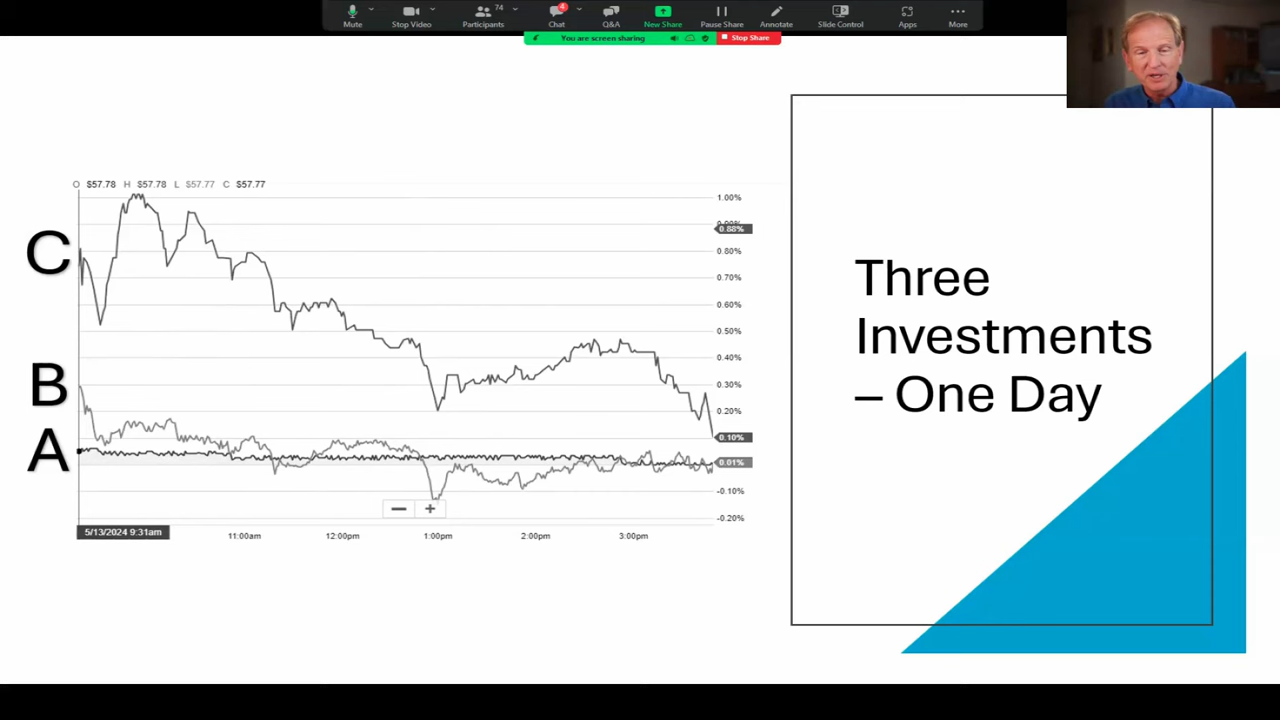 Mute
Stop Video
74
Participants
4
Chat
Q&A
New Share
Pause Share
Annotate
Slide Control
Apps
More
You are screen sharing
Stop Share
O $57.78 H $57.78 L $57.77 C $57.77
1.00%
0.90%
0.88%
0.80%
0.70%
0.60%
0.50%
0.40%
0.30%
0.20%
0.10%
0.01%
-0.10%
-0.20%
C
B
A
5/13/2024 9:31am
11:00am
12:00pm
1:00pm
2:00pm
3:00pm
Three
Investments
– One Day